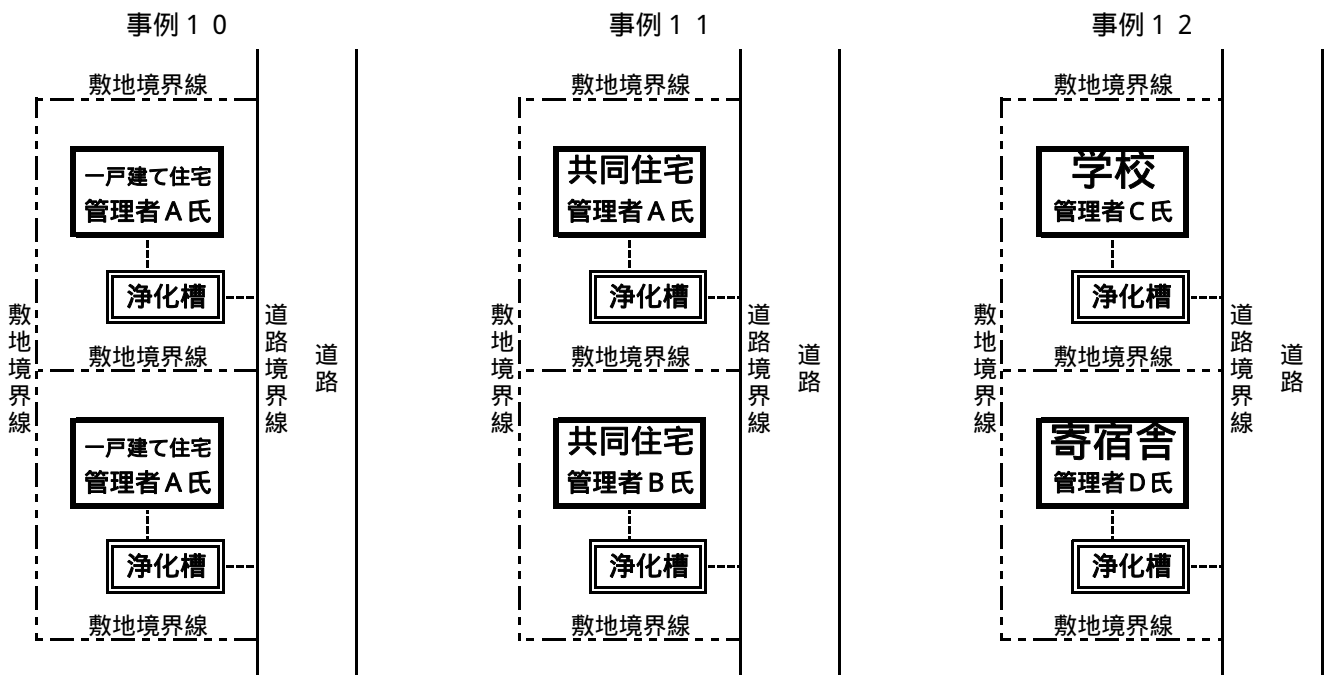 事例１０
敷地境界線
一戸建て住宅
管理者Ａ氏
浄化槽
敷地境界線
道路境界線
道路
敷地境界線
一戸建て住宅
管理者Ａ氏
浄化槽
敷地境界線
事例１１
敷地境界線
共同住宅
管理者Ａ氏
浄化槽
敷地境界線
道路境界線
道路
敷地境界線
共同住宅
管理者Ｂ氏
浄化槽
敷地境界線
事例１２
敷地境界線
学校
管理者Ｃ氏
浄化槽
敷地境界線
道路境界線
道路
敷地境界線
寄宿舎
管理者Ｄ氏
浄化槽
敷地境界線